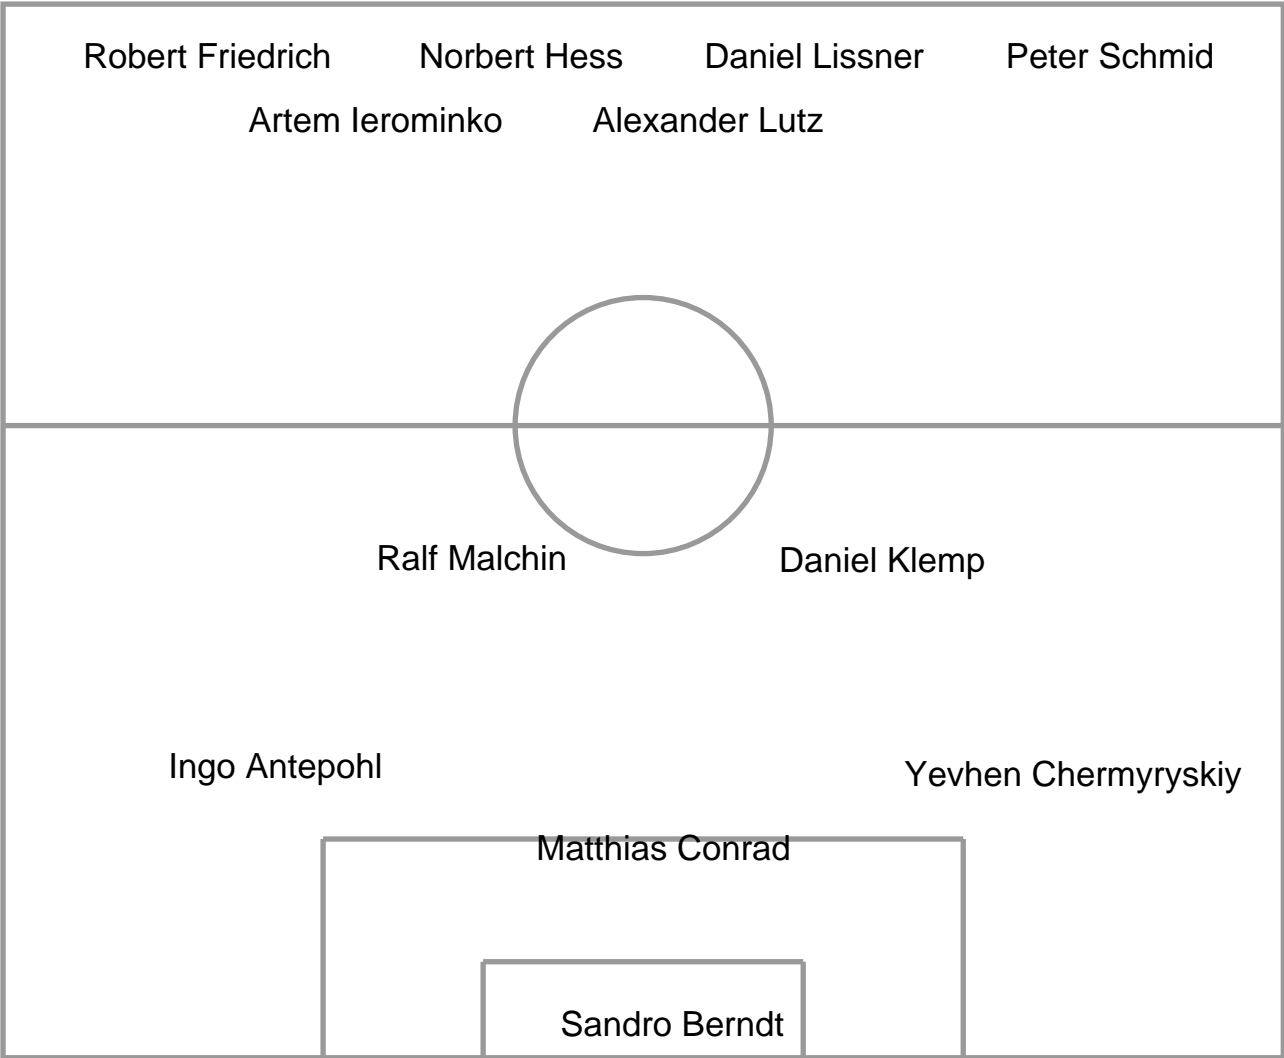 Robert Friedrich Norbert Hess Daniel Lissner Peter Schmid
Artem Ierominko Alexander Lutz
Ralf Malchin Daniel Klemp
Ingo Antepohl Yevhen Chermyryskiy
Matthias Conrad
Sandro Berndt